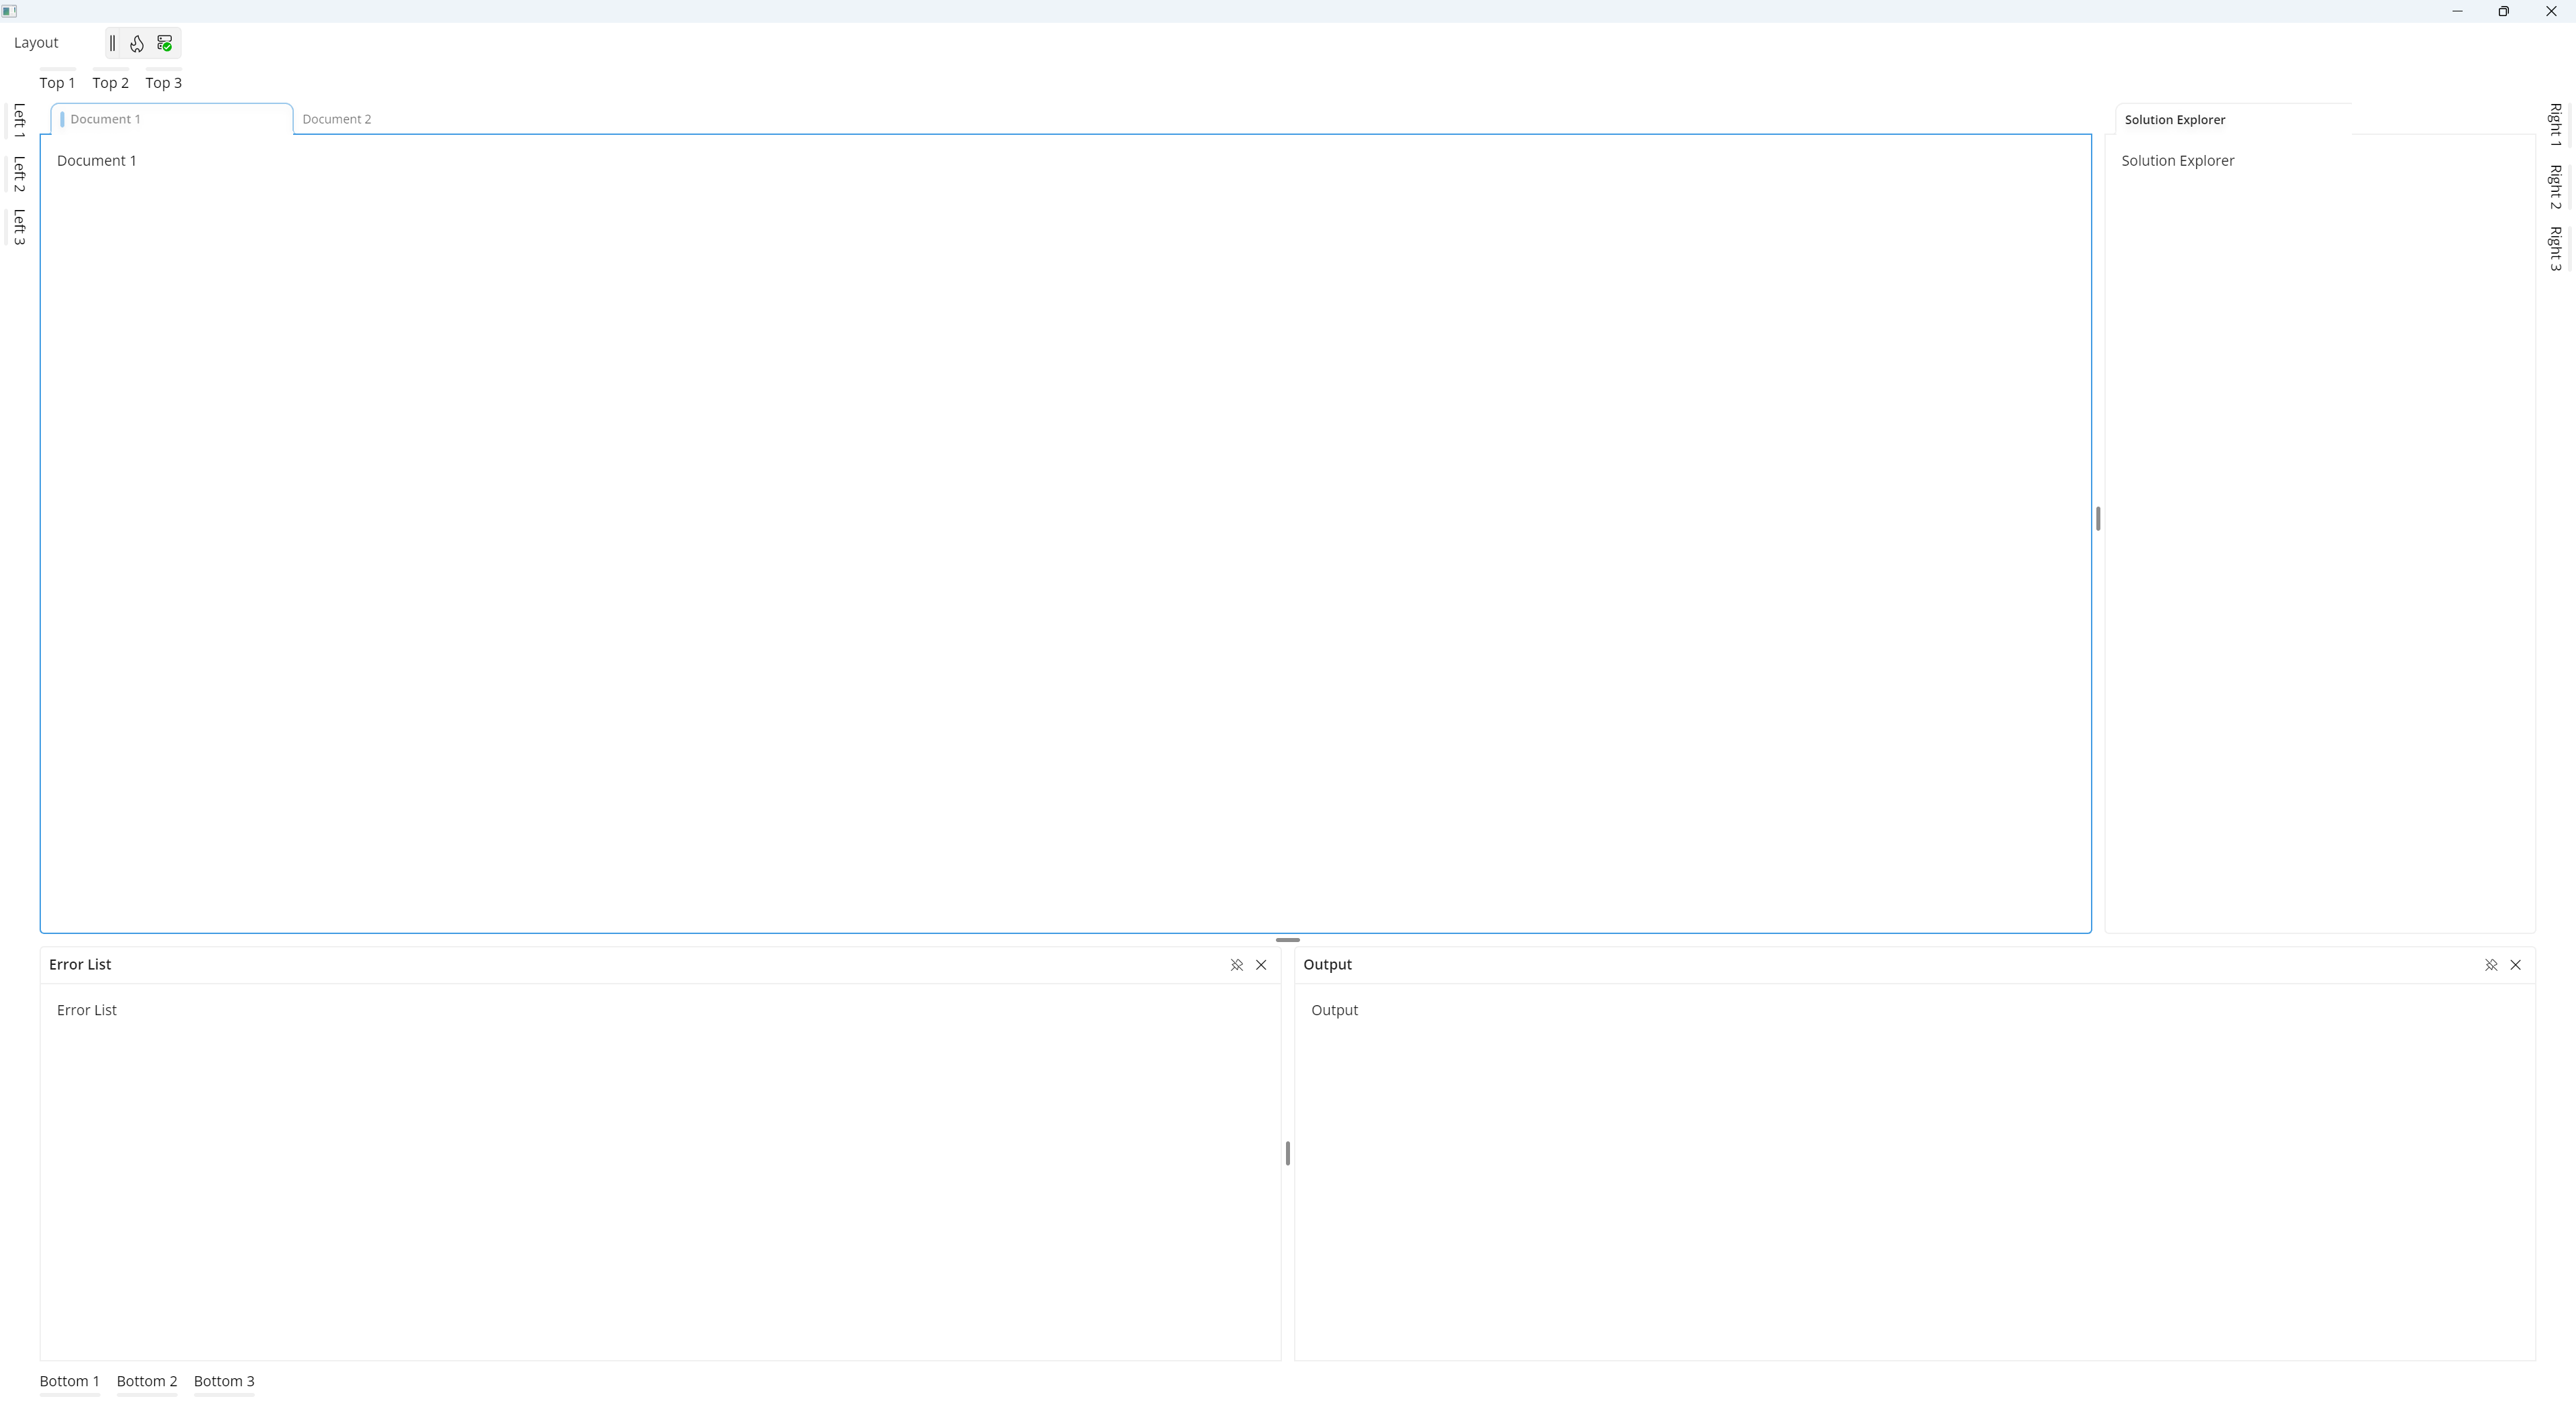 Layout
Top 1
Top 2
Top 3
Left 1
Left 2
Left 3
Document 1
Document 2
Document 1
Solution Explorer
Solution Explorer
Right 1
Right 2
Right 3
Error List
Error List
Output
Output
Bottom 1
Bottom 2
Bottom 3